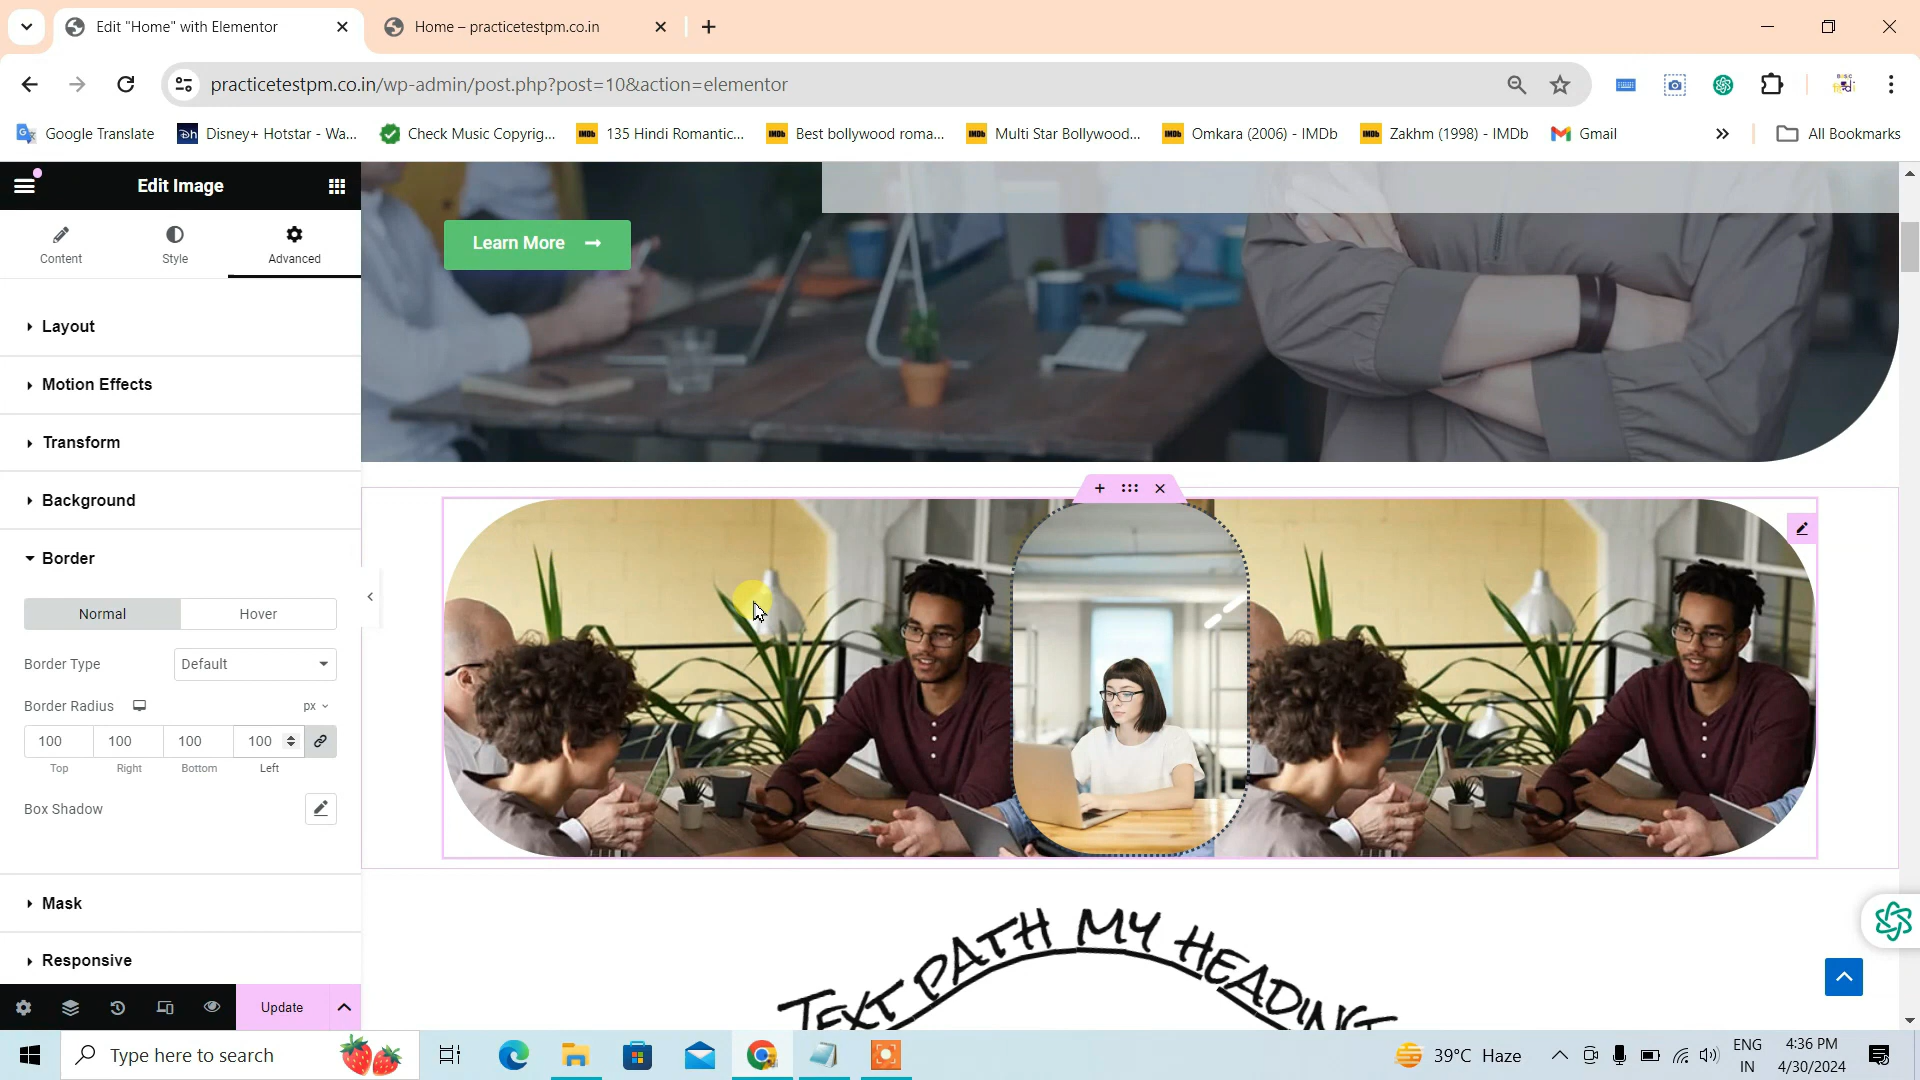 Edit "Home" with Elementor
Home – practicetestpm.co.in
practicetestpm.co.in/wp-admin/post.php?post=10&action=elementor
Google Translate
Disney+ Hotstar - Wa...
Check Music Copyrig...
135 Hindi Romantic...
Best bollywood roma...
Multi Star Bollywood...
Omkara (2006) - IMDb
Zakhm (1998) - IMDb
Gmail
All Bookmarks
Edit Image
Content
Style
Advanced
Layout
Motion Effects
Transform
Background
Border
Normal
Hover
Border Type
Default
Border Radius
px
100
100
100
100
Top
Right
Bottom
Left
Box Shadow
Mask
Responsive
Update
Learn More
TEXT PATH MY HEADING
Type here to search
39°C Haze
ENG
IN
4:36 PM
4/30/2024